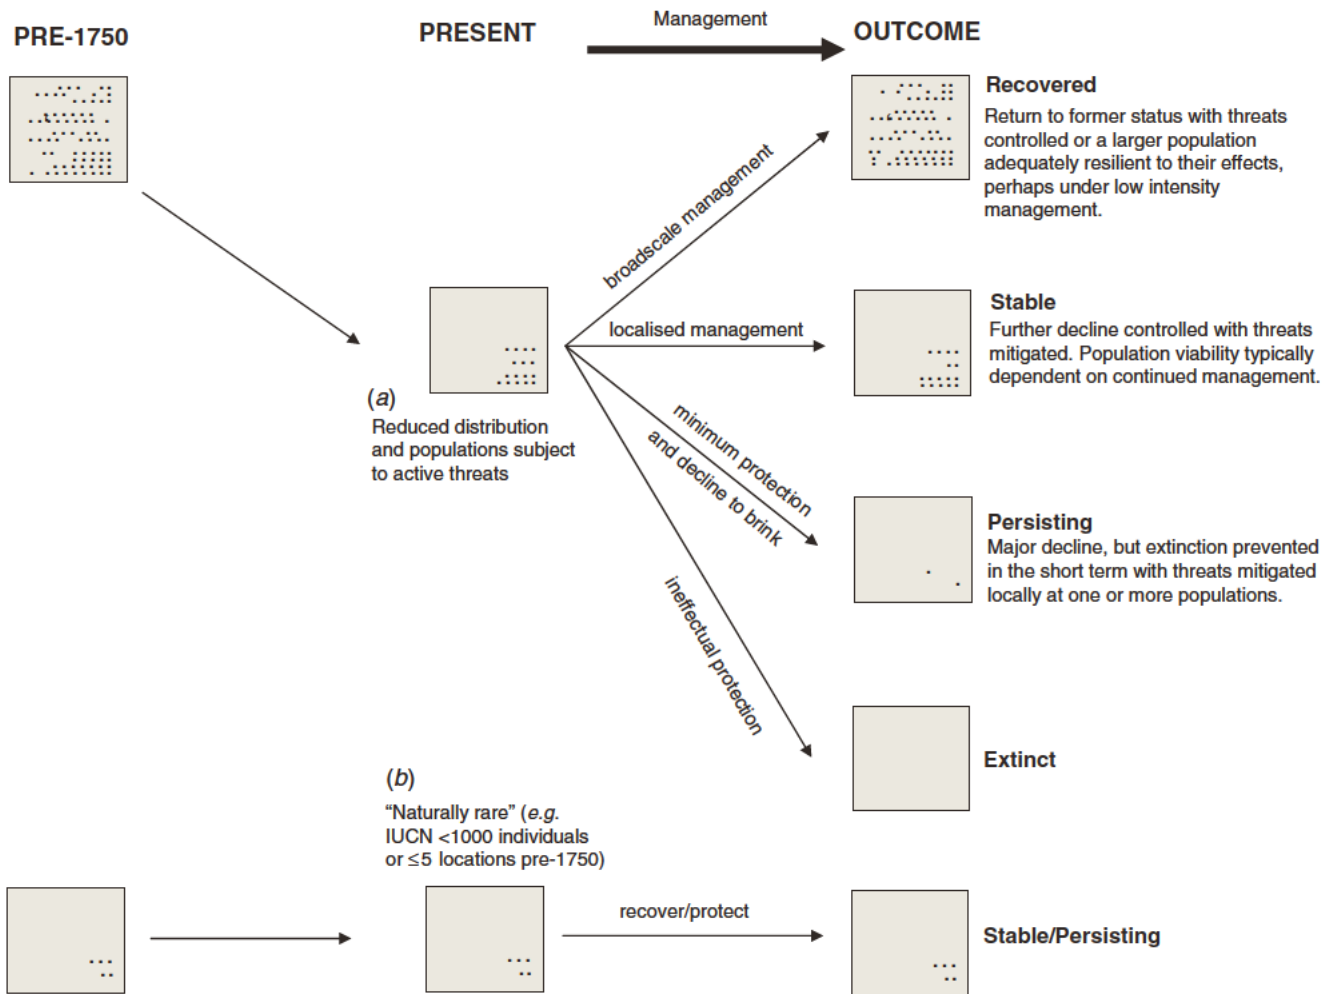 PRE-1750
PRESENT
Management
OUTCOME
Recovered
Return to former status with threats
controlled or a larger population
adequately resilient to their effects,
perhaps under low intensity
management.
broadscale management
localised management
Stable
Further decline controlled with threats
mitigated. Population viability typically
dependent on continued management.
(a)
Reduced distribution
and populations subject
to active threats
minimum protection
and decline to brink
Persisting
Major decline, but extinction prevented
in the short term with threats mitigated
locally at one or more populations.
ineffectual protection
Extinct
(b)
“Naturally rare” (e.g.
IUCN <1000 individuals
or ≤5 locations pre-1750)
recover/protect
Stable/Persisting